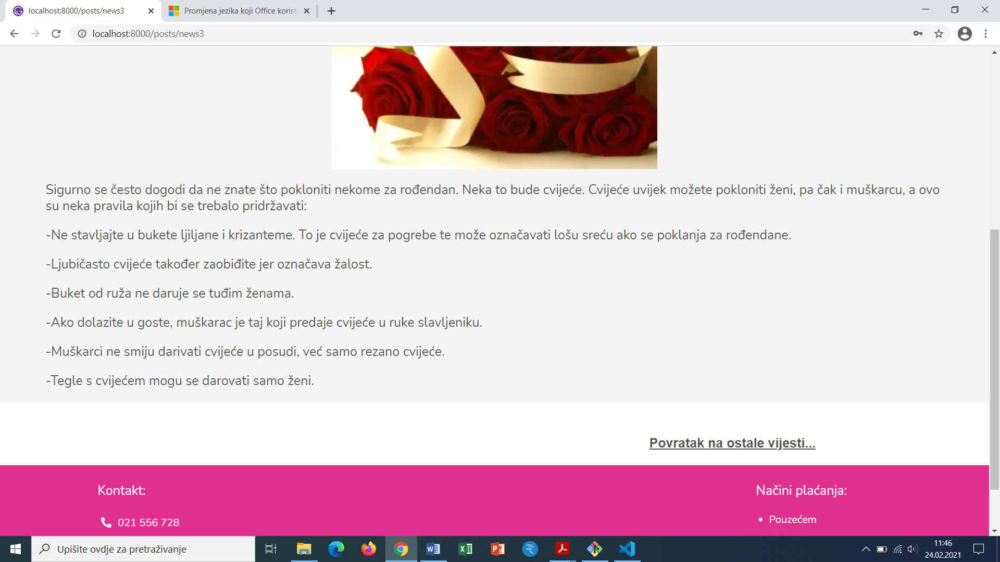 localhost:8000/posts/news3
Promjena jezika koji Office koristi
localhost:8000/posts/news3
Sigurno se često dogodi da ne znate što pokloniti nekome za rođendan. Neka to bude cvijeće. Cvijeće uvijek možete pokloniti ženi, pa čak i muškarcu, a ovo
su neka pravila kojih bi se trebalo pridržavati:
-Ne stavljajte u bukete ljiljane i krizanteme. To je cvijeće za pogrebe te može označavati lošu sreću ako se poklanja za rođendane.
-Ljubičasto cvijeće također zaobiđite jer označava žalost.
-Buket od ruža ne daruje se tuđim ženama.
-Ako dolazite u goste, muškarac je taj koji predaje cvijeće u ruke slavljeniku.
-Muškarci ne smiju darivati cvijeće u posudi, već samo rezano cvijeće.
-Tegle s cvijećem mogu se darovati samo ženi.
Povratak na ostale vijesti...
Kontakt:
Načini plaćanja:
021 556 728
Pouzećem
Upišite ovdje za pretraživanje
11:46
24.02.2021